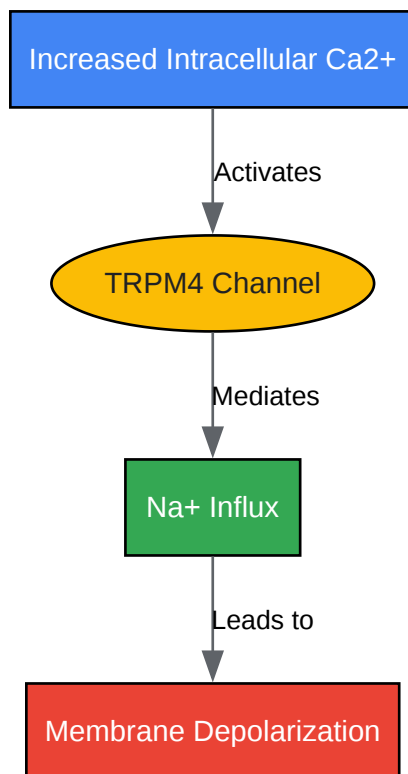 Increased Intracellular Ca2+
Activates
TRPM4 Channel
Mediates
Na+ Influx
Leads to
Membrane Depolarization